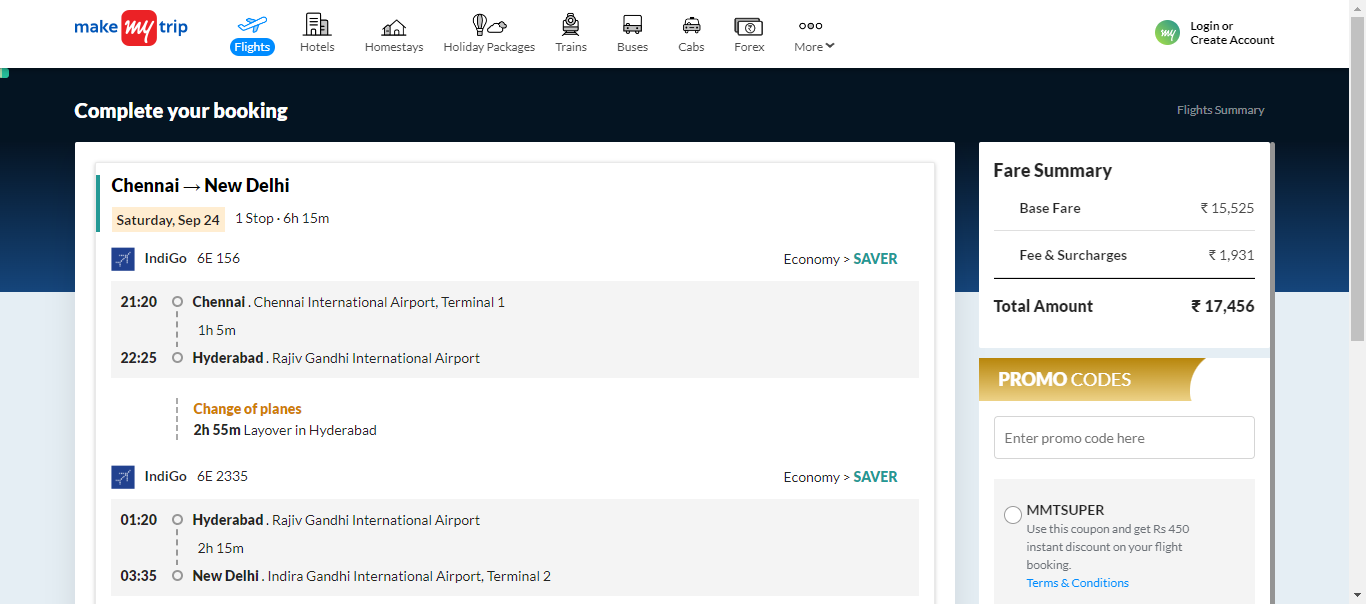 make my trip
Flights
Hotels
Homestays
Holiday Packages
Trains
Buses
Cabs
Forex
More
my
Login or
Create Account
Complete your booking
Flights Summary
Chennai → New Delhi
Saturday, Sep 24 1 Stop · 6h 15m
IndiGo 6E 156 Economy > SAVER
21:20 Chennai . Chennai International Airport, Terminal 1
1h 5m
22:25 Hyderabad . Rajiv Gandhi International Airport
Change of planes
2h 55m Layover in Hyderabad
IndiGo 6E 2335 Economy > SAVER
01:20 Hyderabad . Rajiv Gandhi International Airport
2h 15m
03:35 New Delhi . Indira Gandhi International Airport, Terminal 2
Fare Summary
Base Fare ₹ 15,525
Fee & Surcharges ₹ 1,931
Total Amount ₹ 17,456
PROMO CODES
Enter promo code here
MMTSUPER
Use this coupon and get Rs 450
instant discount on your flight
booking.
Terms & Conditions